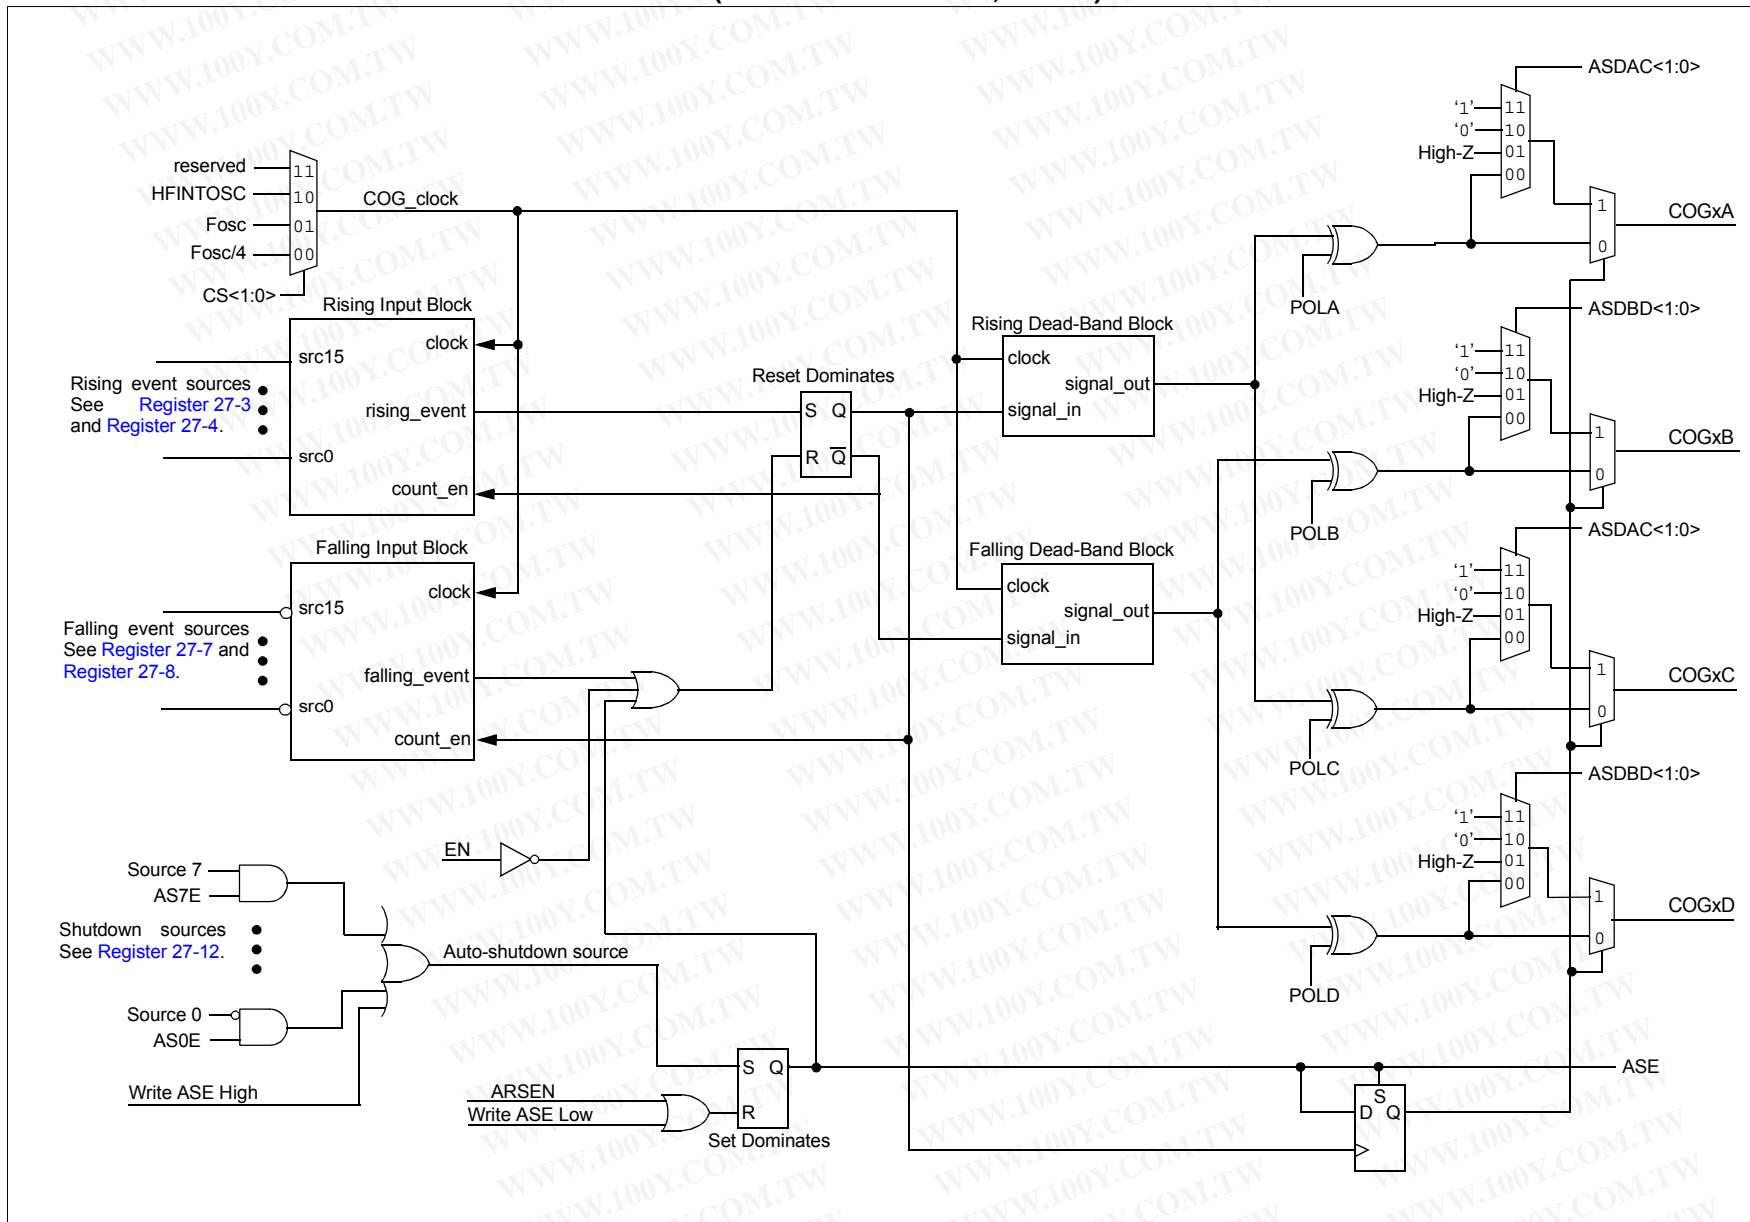 ASDAC<1:0>
'1'
11
'0'
10
High-Z
01
00
reserved
11
HFINTOSC
10
COG_clock
Fosc
01
Fosc/4
00
CS<1:0>
1
COGxA
0
POLA
Rising Input Block
clock
src15
Rising event sources
See Register 27-3
and Register 27-4.
rising_event
src0
count_en
Reset Dominates
S Q
R Q
Rising Dead-Band Block
clock
signal_out
signal_in
ASDBD<1:0>
'1'
11
'0'
10
High-Z
01
00
1
COGxB
0
POLB
Falling Input Block
clock
src15
Falling event sources
See Register 27-7 and
Register 27-8.
falling_event
src0
count_en
Falling Dead-Band Block
clock
signal_out
signal_in
ASDAC<1:0>
'1'
11
'0'
10
High-Z
01
00
1
COGxC
0
POLC
EN
ASDBD<1:0>
'1'
11
'0'
10
High-Z
01
00
1
COGxD
0
POLD
Source 7
AS7E
Shutdown sources
See Register 27-12.
Auto-shutdown source
Source 0
AS0E
Write ASE High
ARSEN
Write ASE Low
S Q
R
Set Dominates
ASE
S
D Q
WWW.100Y.COM.TW